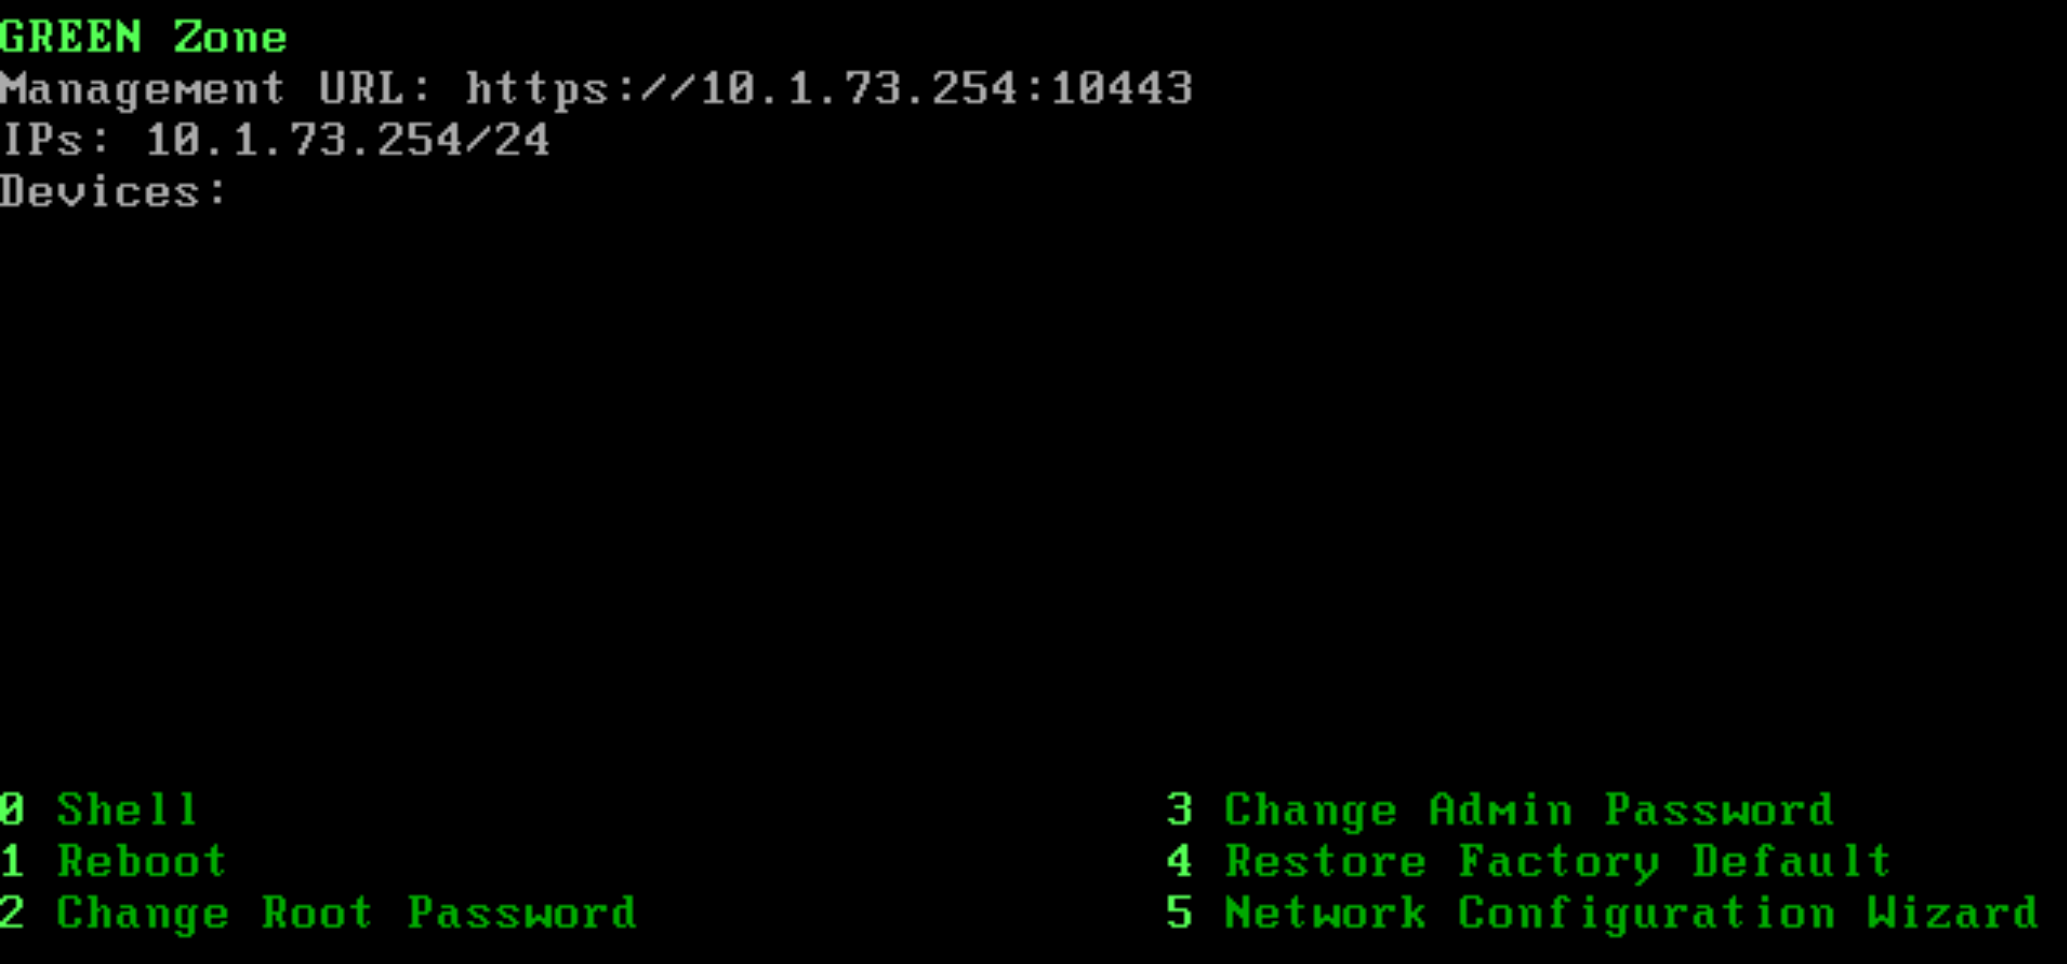 GREEN Zone
Management URL: https://10.1.73.254:10443
IPs: 10.1.73.254/24
Devices:
0 Shell
1 Reboot
2 Change Root Password
3 Change Admin Password
4 Restore Factory Default
5 Network Configuration Wizard